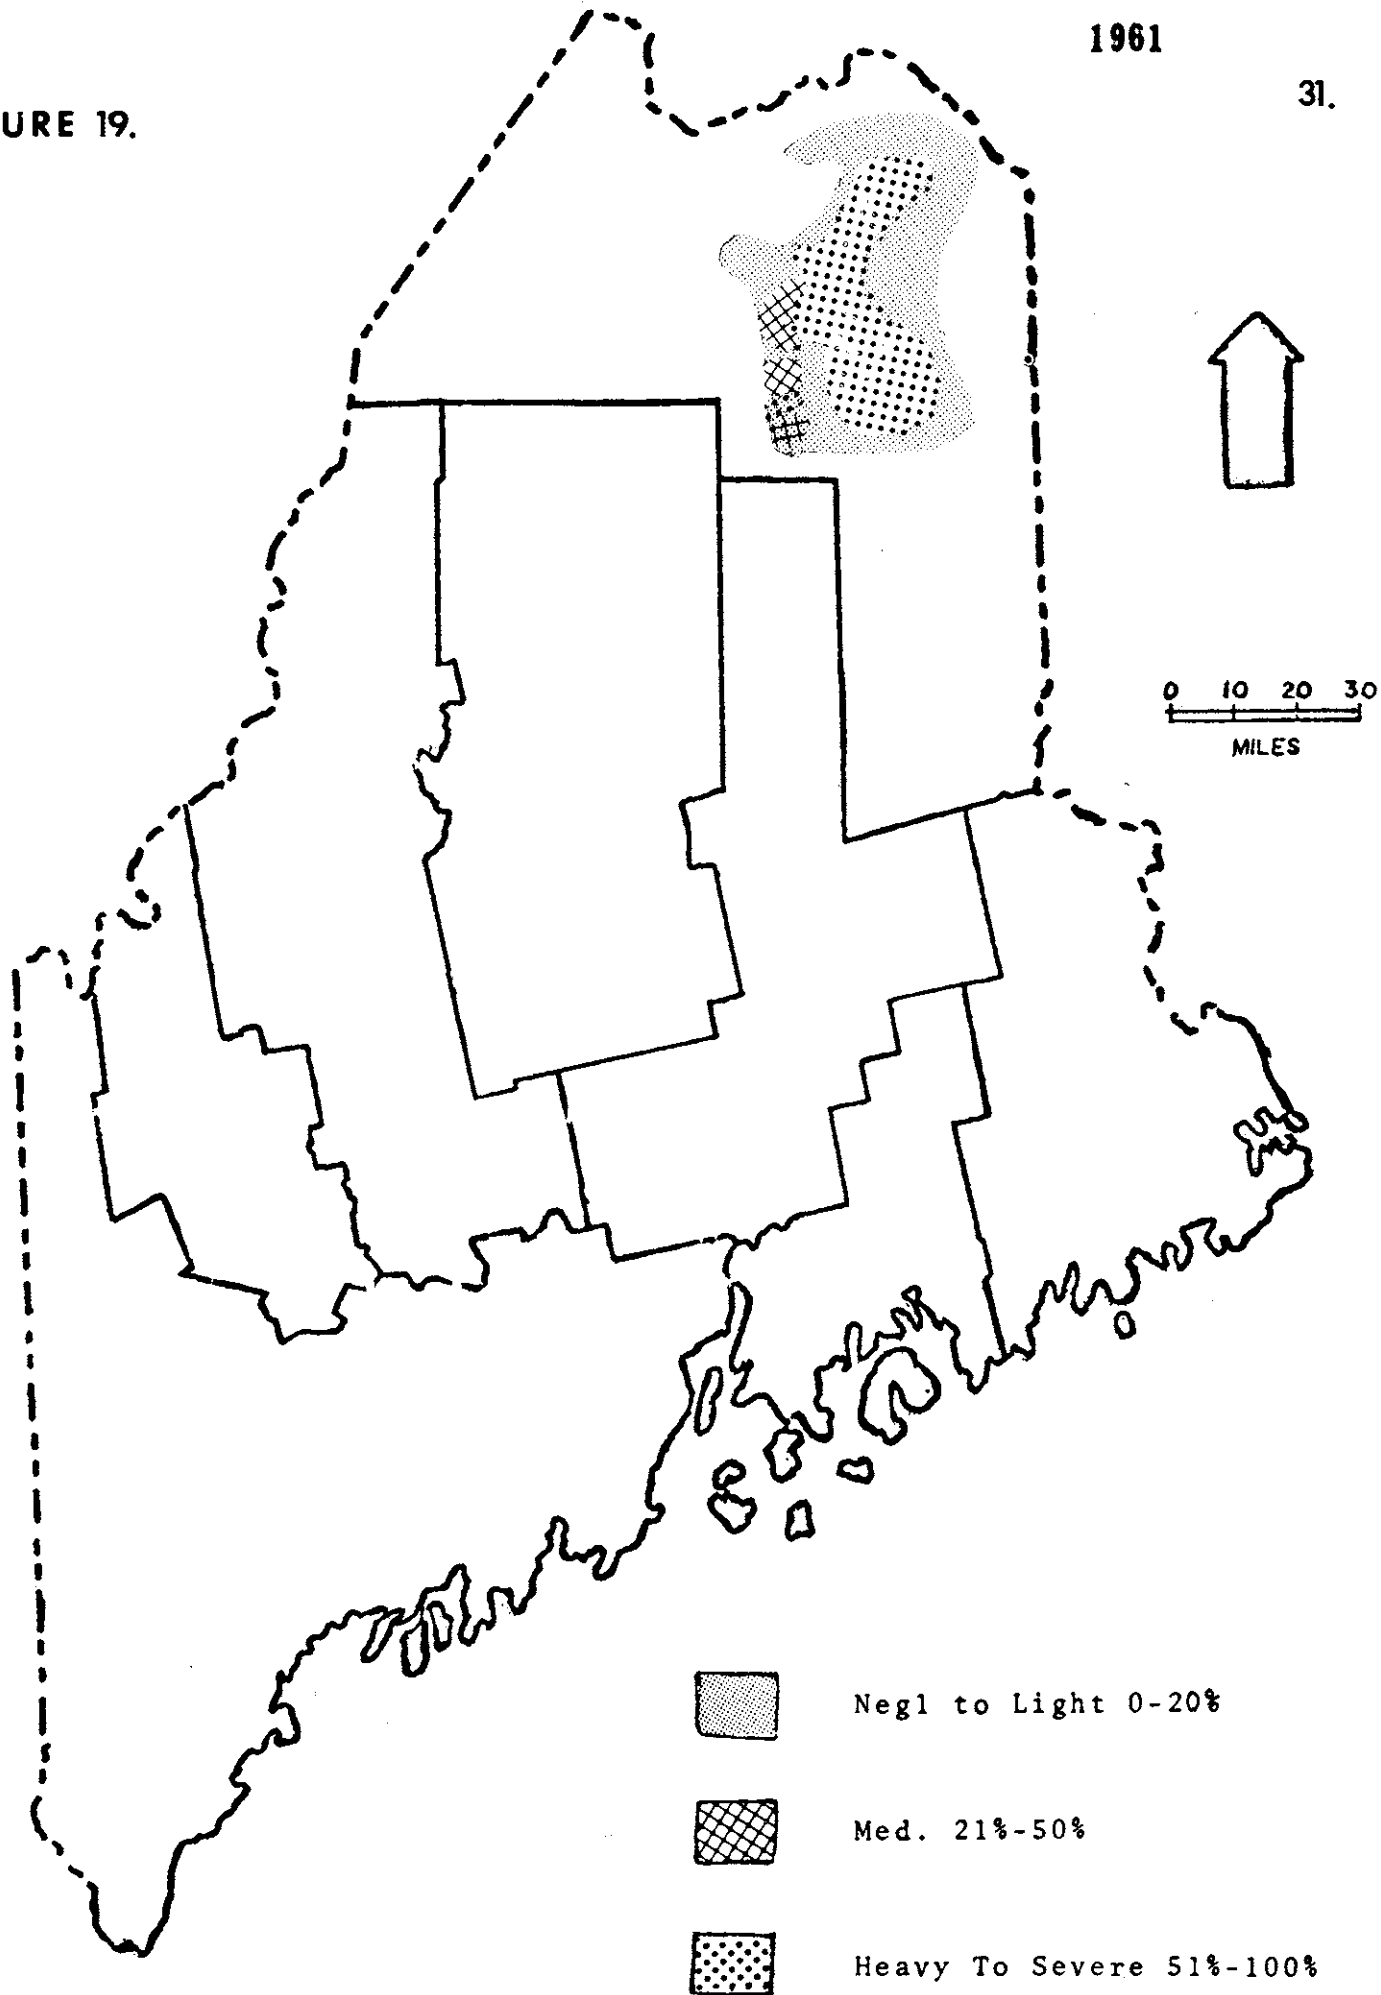 1961
31.
URE 19.
0 10 20 30
MILES
Negl to Light 0-20%
Med. 21%-50%
Heavy To Severe 51%-100%